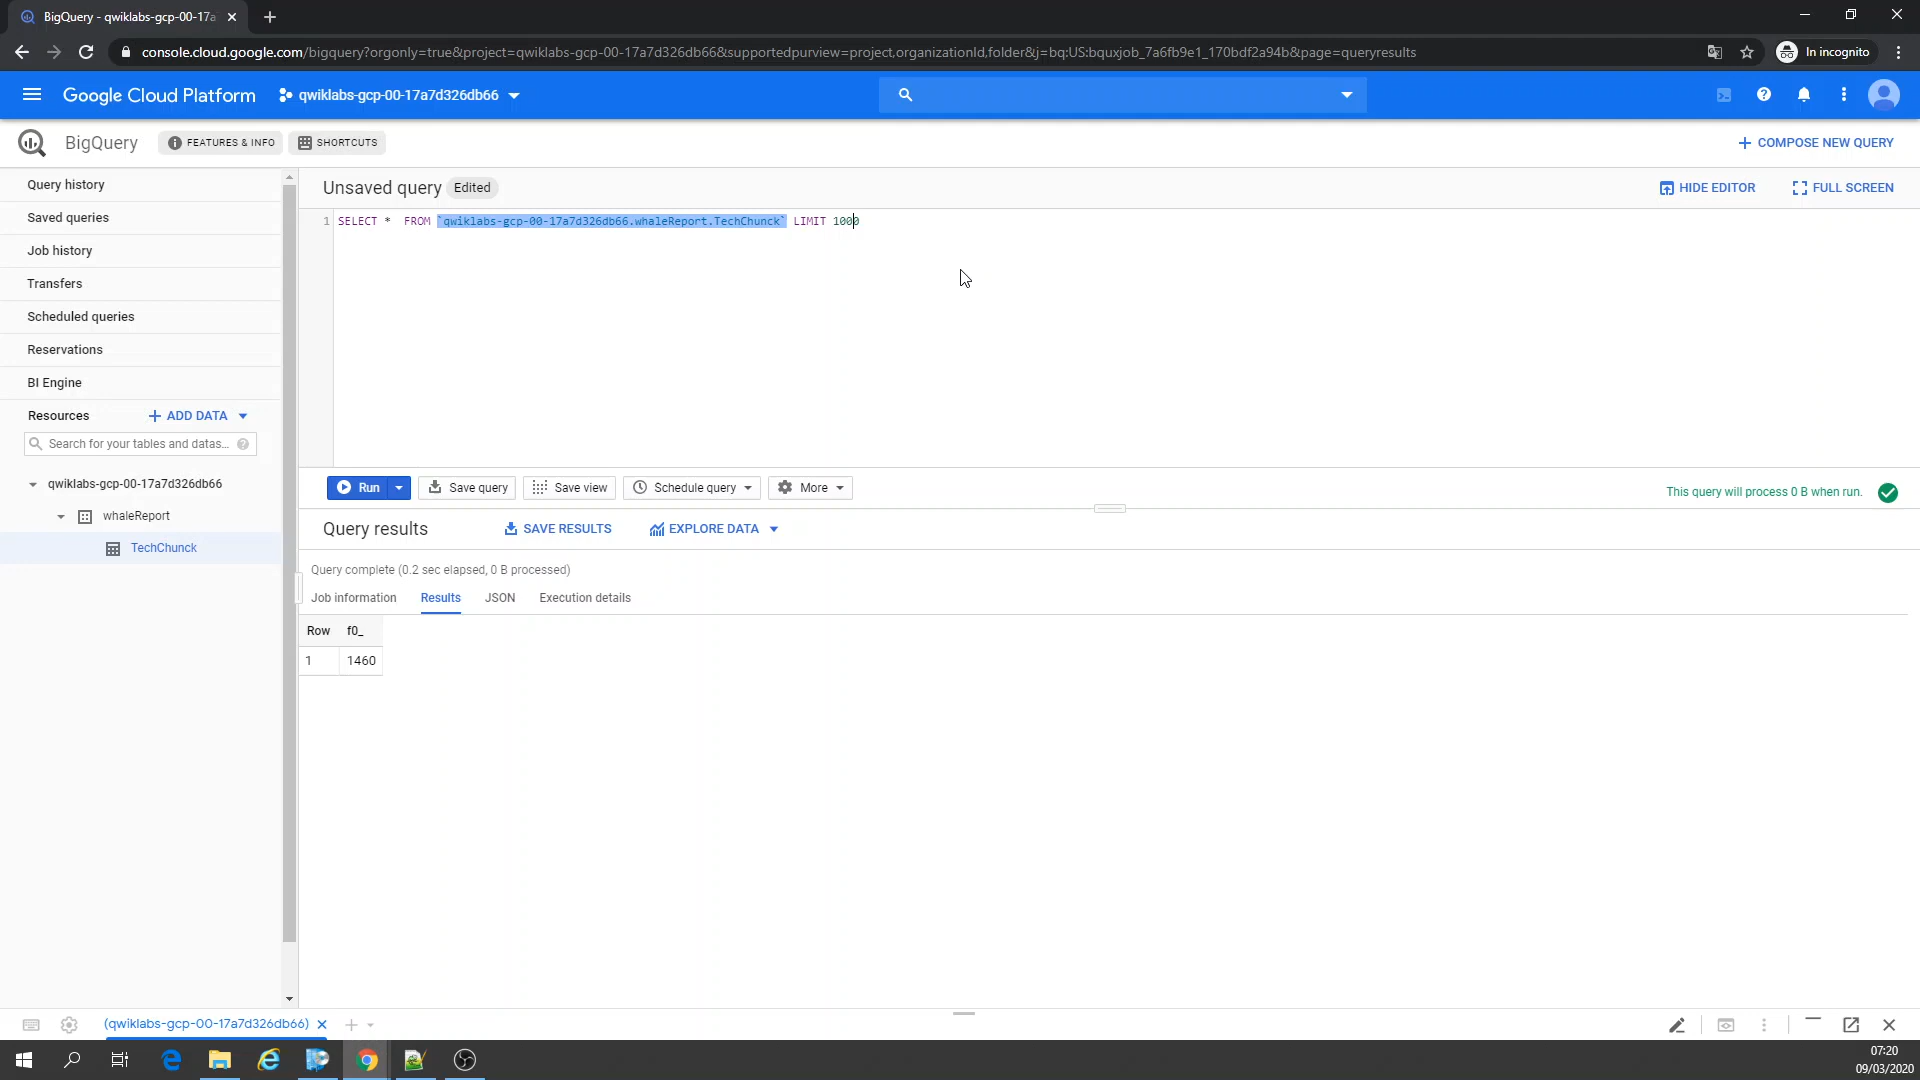 BigQuery - qwiklabs-gcp-00-17a
console.cloud.google.com/bigquery?orgonly=true&project=qwiklabs-gcp-00-17a7d326db66&supportedpurview=project,organizationId,folder&j=bq:US:bquxjob_7a6fb9e1_170bdf2a94b&page=queryresults
In incognito
Google Cloud Platform
qwiklabs-gcp-00-17a7d326db66
BigQuery
FEATURES & INFO
SHORTCUTS
COMPOSE NEW QUERY
Query history
Saved queries
Job history
Transfers
Scheduled queries
Reservations
BI Engine
Resources
ADD DATA
Search for your tables and datas...
qwiklabs-gcp-00-17a7d326db66
whaleReport
TechChunck
Unsaved query
Edited
HIDE EDITOR
FULL SCREEN
1 SELECT * FROM `qwiklabs-gcp-00-17a7d326db66.whaleReport.TechChunck` LIMIT 1000
Run
Save query
Save view
Schedule query
More
This query will process 0 B when run.
Query results
SAVE RESULTS
EXPLORE DATA
Query complete (0.2 sec elapsed, 0 B processed)
Job information
Results
JSON
Execution details
Row f0_
1 1460
(qwiklabs-gcp-00-17a7d326db66)
07:20
09/03/2020